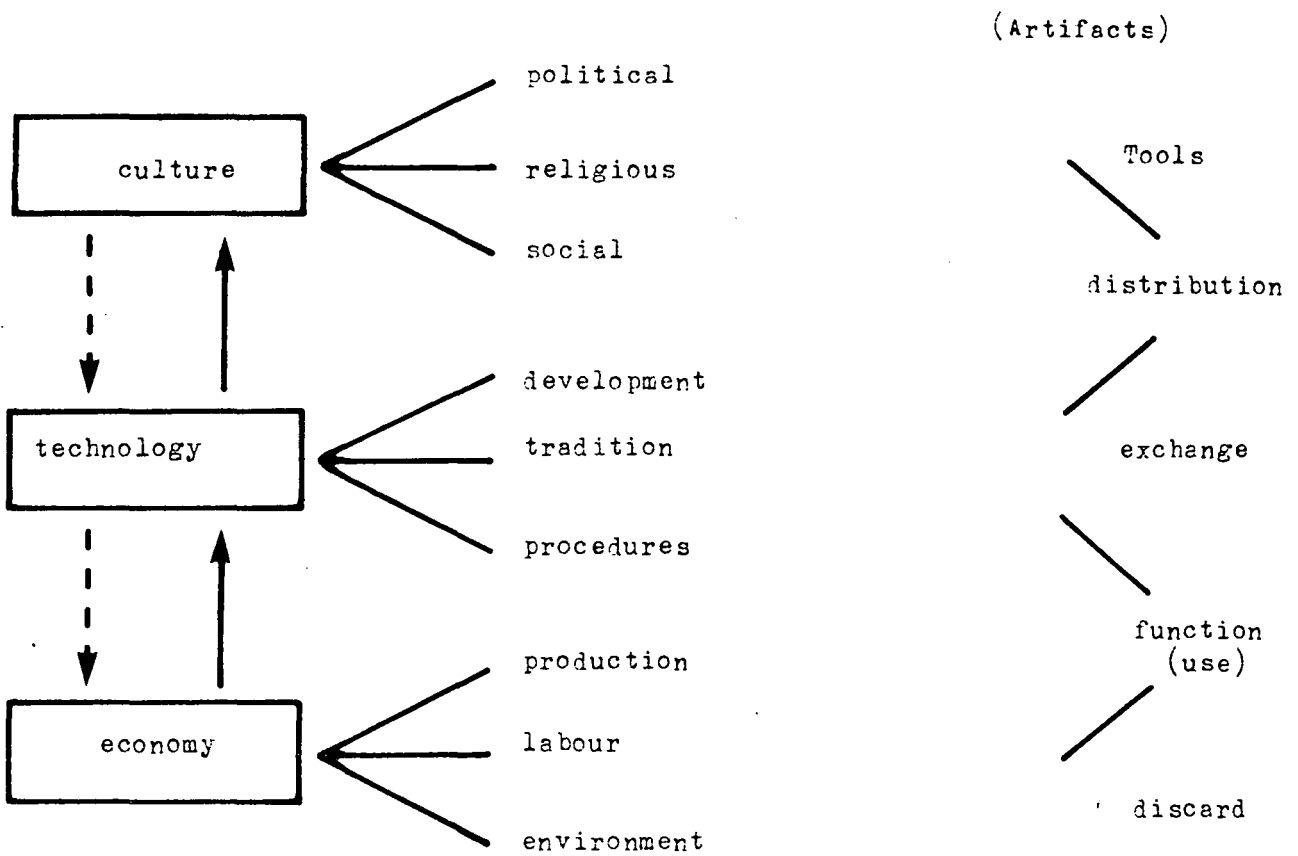 (Artifacts)
culture
political
religious
social
technology
development
tradition
procedures
economy
production
labour
environment
Tools
distribution
exchange
function
(use)
discard